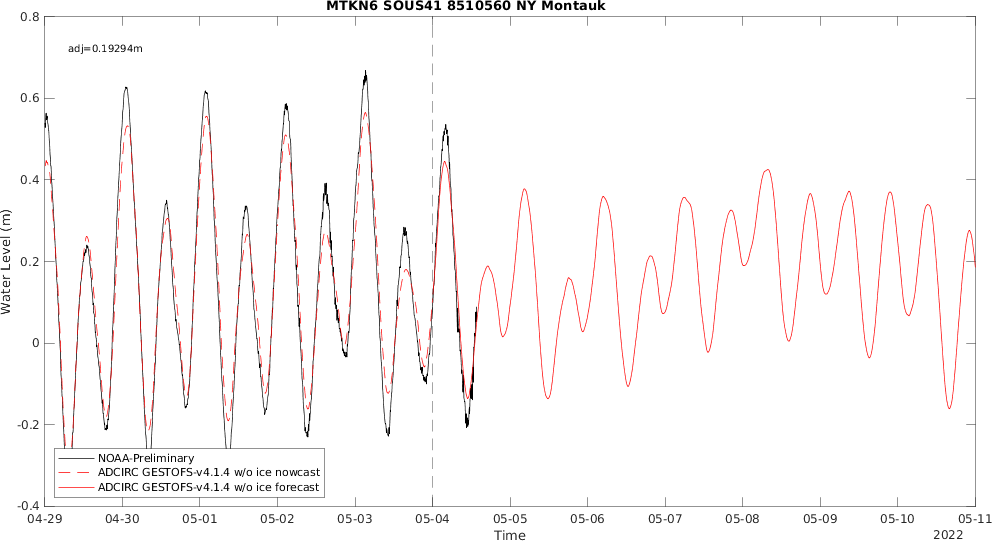 MTKN6 SOUS41 8510560 NY Montauk
adj=0.19294m
Water Level (m)
0.8
0.6
0.4
0.2
0
-0.2
-0.4
NOAA-Preliminary
ADCIRC GESTOFS-v4.1.4 w/o ice nowcast
ADCIRC GESTOFS-v4.1.4 w/o ice forecast
04-29 04-30 05-01 05-02 05-03 05-04 05-05 05-06 05-07 05-08 05-09 05-10 05-11
Time
2022